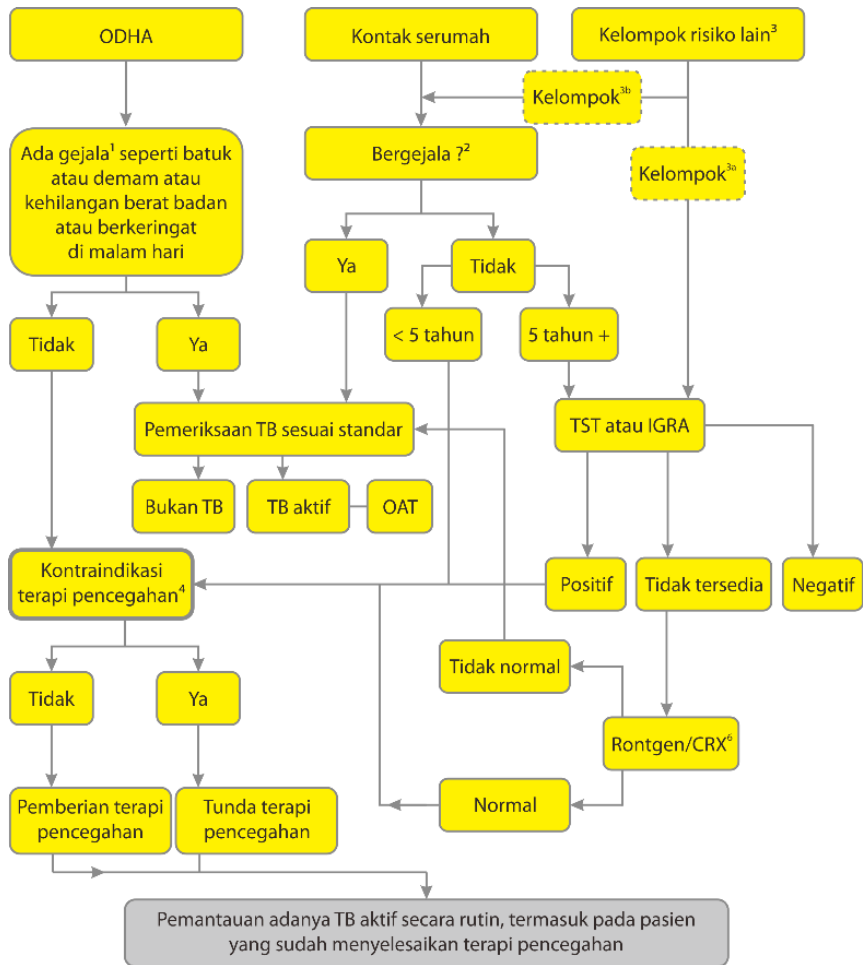 ODHA
Kontak serumah
Kelompok risiko lain³
Kelompok³ᵇ
Ada gejala¹ seperti batuk
atau demam atau
kehilangan berat badan
atau berkeringat
di malam hari
Bergejala ?²
Kelompok³ᵃ
Ya
Tidak
Tidak
Ya
< 5 tahun
5 tahun +
Pemeriksaan TB sesuai standar
TST atau IGRA
Bukan TB
TB aktif
OAT
Kontraindikasi
terapi pencegahan⁴
Positif
Tidak tersedia
Negatif
Tidak normal
Tidak
Ya
Rontgen/CRX⁶
Pemberian terapi
pencegahan
Tunda terapi
pencegahan
Normal
Pemantauan adanya TB aktif secara rutin, termasuk pada pasien
yang sudah menyelesaikan terapi pencegahan